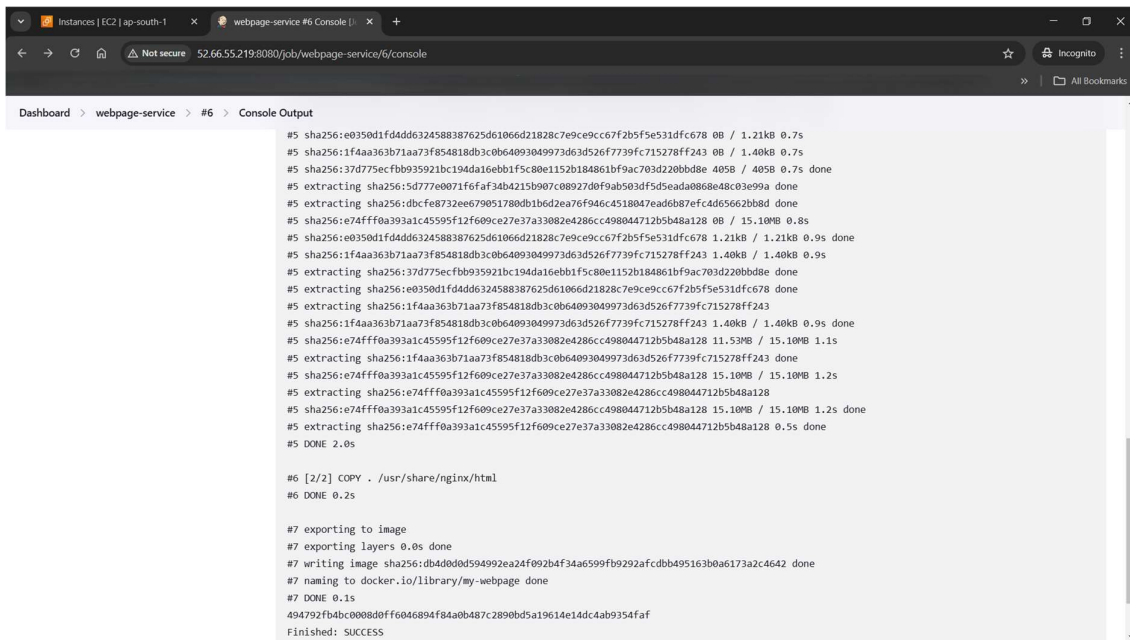 Instances | EC2 | ap-south-1
webpage-service #6 Console [Je
Not secure 52.66.55.219:8080/job/webpage-service/6/console
Incognito
All Bookmarks
Dashboard > webpage-service > #6 > Console Output
#5 sha256:e0350d1fd4dd6324588387625d61066d21828c7e9ce9cc67f2b5f5e531dfc678 0B / 1.21kB 0.7s
#5 sha256:1f4aa363b71aa73f854818db3c0b64093049973d63d526f7739fc715278ff243 0B / 1.40kB 0.7s
#5 sha256:37d775ecfbb935921bc194da16ebb1f5c80e1152b184861bf9ac703d220bbd8e 405B / 405B 0.7s done
#5 extracting sha256:5d777e0071f6faf34b4215b907c08927d0f9ab503df5d5eada0868e48c03e99a done
#5 extracting sha256:dbcfe8732ee679051780db1b6d2ea76f946c4518047ead6b87efc4d65662bb8d done
#5 sha256:e74fff0a393a1c45595f12f609ce27e37a33082e4286cc498044712b5b48a128 0B / 15.10MB 0.8s
#5 sha256:e0350d1fd4dd6324588387625d61066d21828c7e9ce9cc67f2b5f5e531dfc678 1.21kB / 1.21kB 0.9s done
#5 sha256:1f4aa363b71aa73f854818db3c0b64093049973d63d526f7739fc715278ff243 1.40kB / 1.40kB 0.9s
#5 extracting sha256:37d775ecfbb935921bc194da16ebb1f5c80e1152b184861bf9ac703d220bbd8e done
#5 extracting sha256:e0350d1fd4dd6324588387625d61066d21828c7e9ce9cc67f2b5f5e531dfc678 done
#5 extracting sha256:1f4aa363b71aa73f854818db3c0b64093049973d63d526f7739fc715278ff243
#5 sha256:1f4aa363b71aa73f854818db3c0b64093049973d63d526f7739fc715278ff243 1.40kB / 1.40kB 0.9s done
#5 sha256:e74fff0a393a1c45595f12f609ce27e37a33082e4286cc498044712b5b48a128 11.53MB / 15.10MB 1.1s
#5 extracting sha256:1f4aa363b71aa73f854818db3c0b64093049973d63d526f7739fc715278ff243 done
#5 sha256:e74fff0a393a1c45595f12f609ce27e37a33082e4286cc498044712b5b48a128 15.10MB / 15.10MB 1.2s
#5 extracting sha256:e74fff0a393a1c45595f12f609ce27e37a33082e4286cc498044712b5b48a128
#5 sha256:e74fff0a393a1c45595f12f609ce27e37a33082e4286cc498044712b5b48a128 15.10MB / 15.10MB 1.2s done
#5 extracting sha256:e74fff0a393a1c45595f12f609ce27e37a33082e4286cc498044712b5b48a128 0.5s done
#5 DONE 2.0s
#6 [2/2] COPY . /usr/share/nginx/html
#6 DONE 0.2s
#7 exporting to image
#7 exporting layers 0.0s done
#7 writing image sha256:db4d0d0d594992ea24f092b4f34a6599fb9292afcdbb495163b0a6173a2c4642 done
#7 naming to docker.io/library/my-webpage done
#7 DONE 0.1s
494792fb4bc0008d0ff6046894f84a0b487c2890bd5a19614e14dc4ab9354faf
Finished: SUCCESS